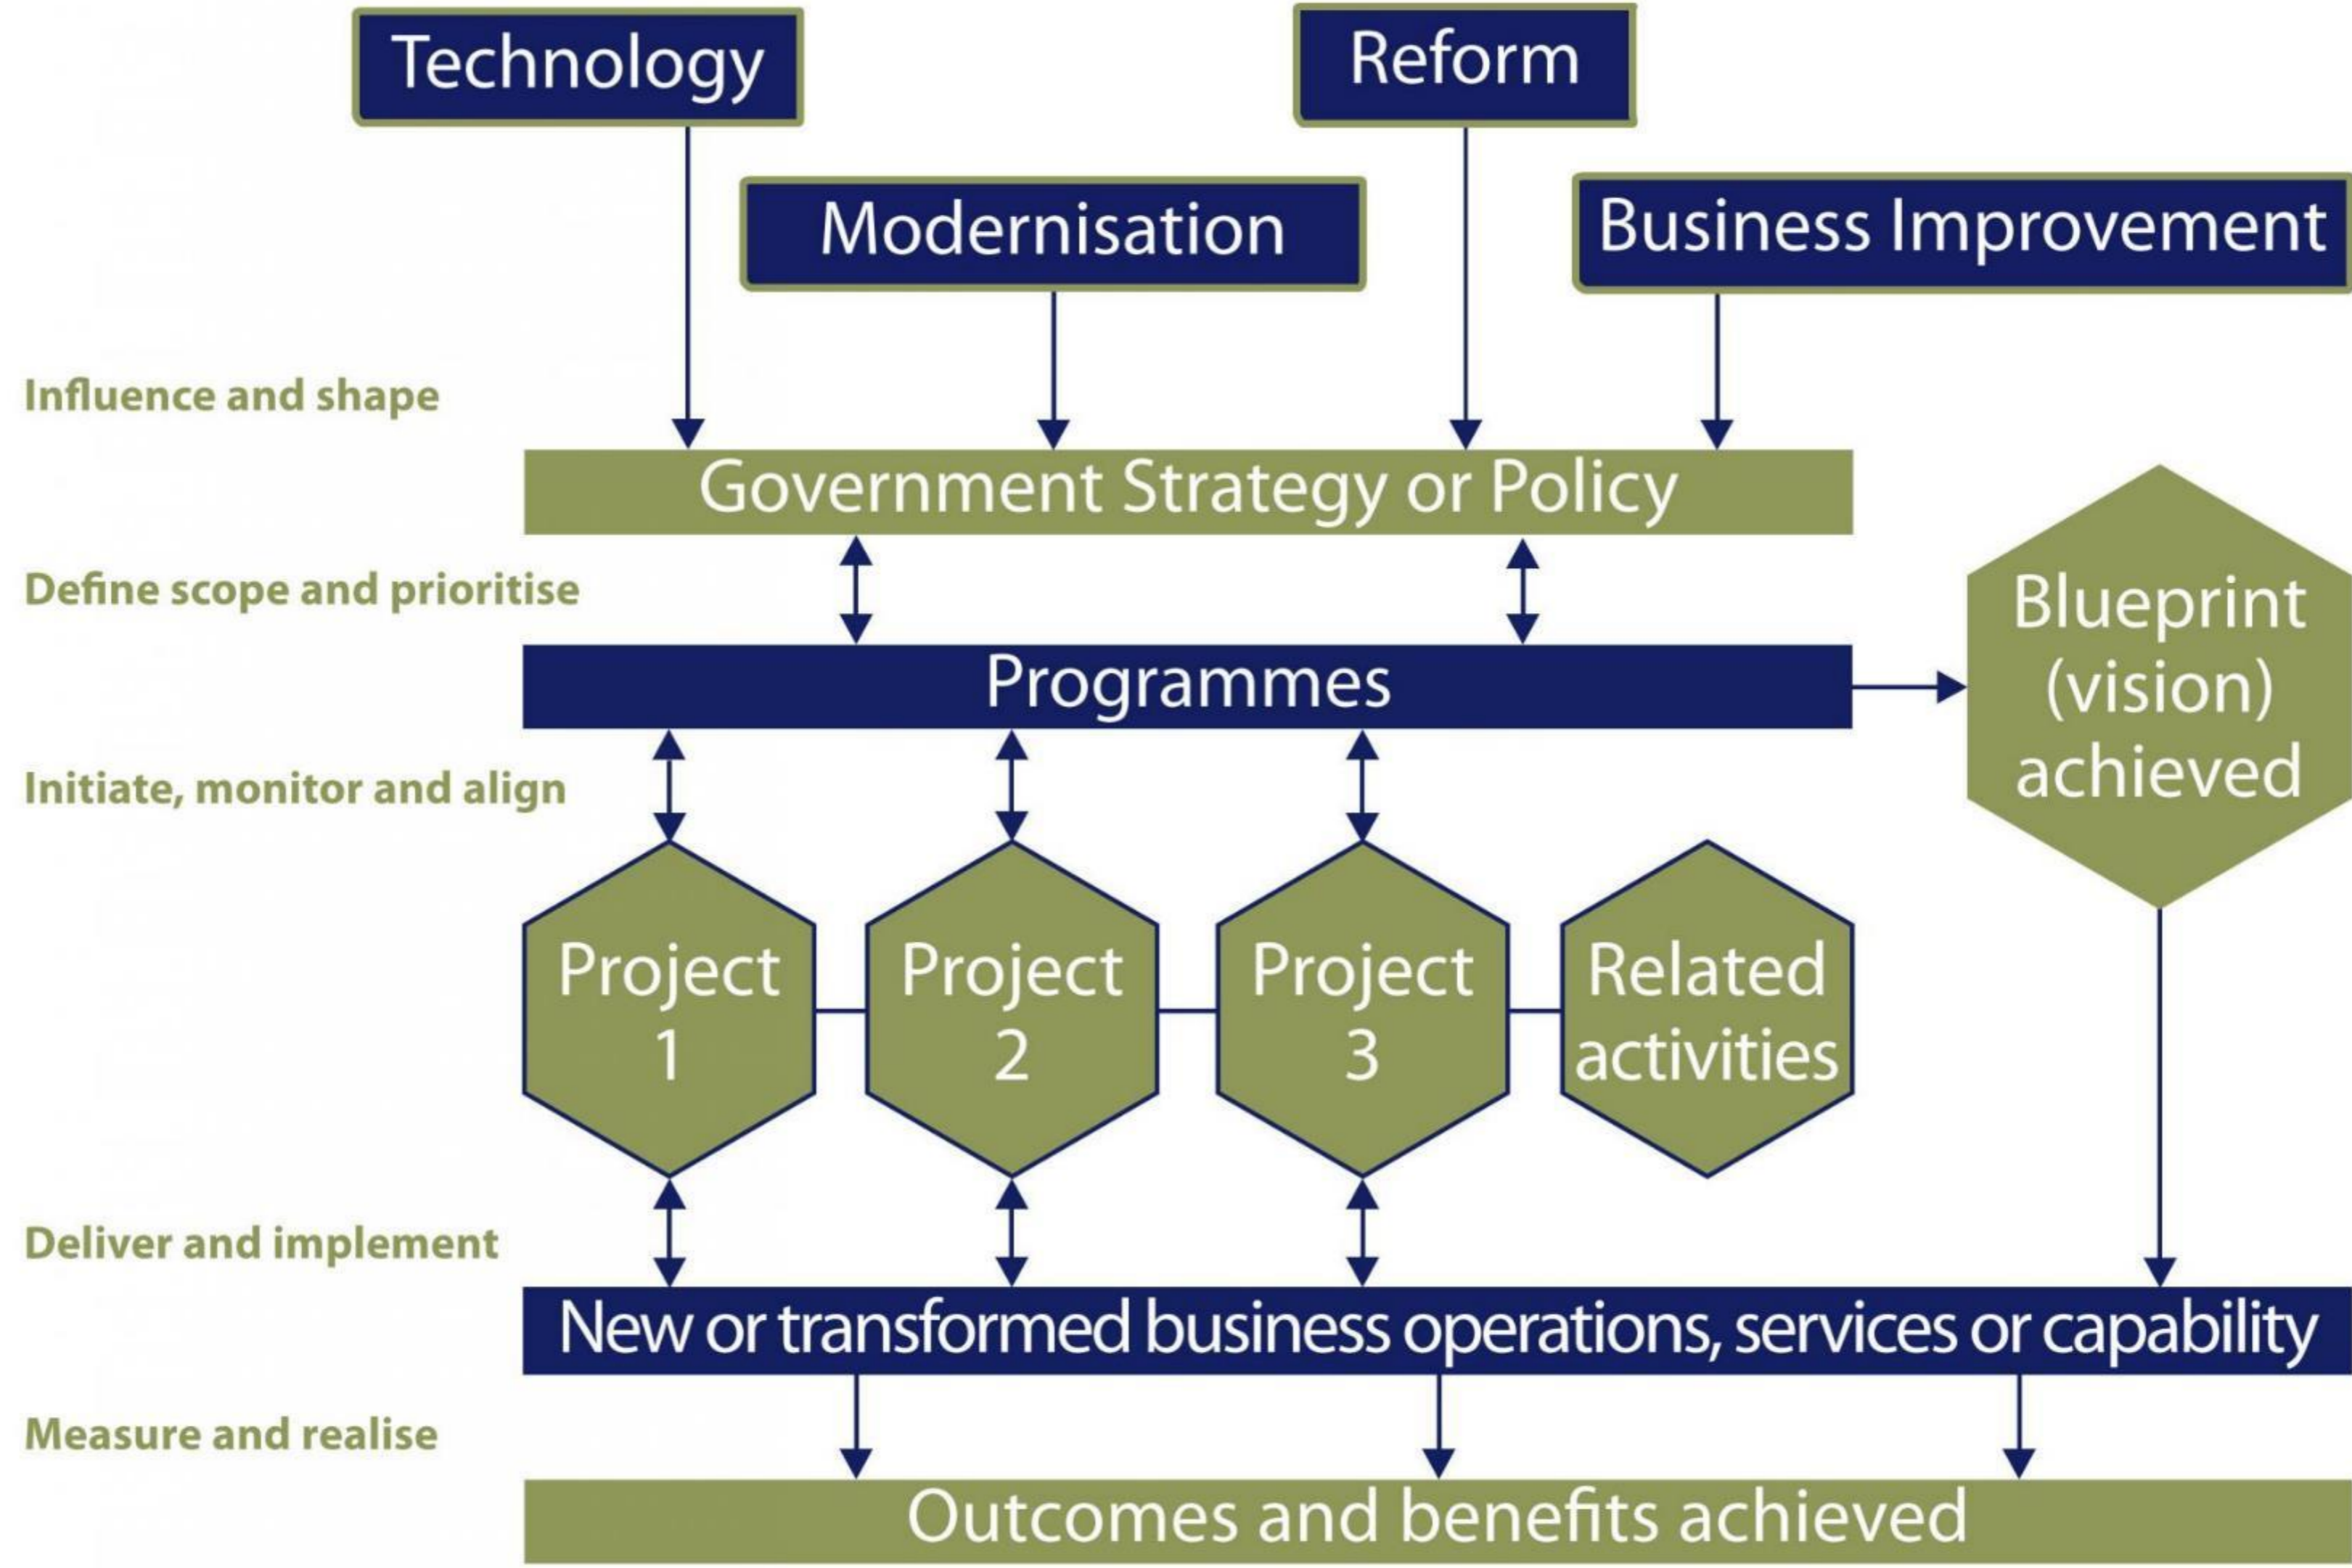 Technology
Reform
Modernisation
Business Improvement
Influence and shape
Government Strategy or Policy
Define scope and prioritise
Programmes
Blueprint
(vision)
achieved
Initiate, monitor and align
Project
1
Project
2
Project
3
Related
activities
Deliver and implement
New or transformed business operations, services or capability
Measure and realise
Outcomes and benefits achieved